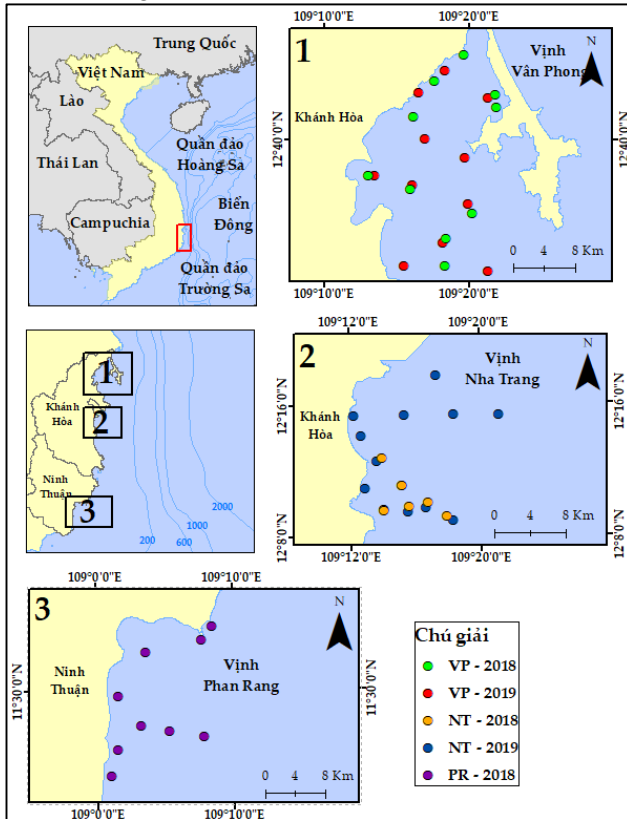 Trung Quốc
Việt Nam
Lào
Quần đảo
Hoàng Sa
Thái Lan
Biển
Đông
Campuchia
Quần đảo
Trường Sa
109°10'0"E 109°20'0"E
1
Vịnh
Vân Phong
N
Khánh Hòa
12°40'0"N
12°40'0"N
0 4 8 Km
109°10'0"E 109°20'0"E
1
Khánh
Hòa
2
Ninh
Thuận
3
200 600 1000 2000
109°12'0"E 109°20'0"E
2
Vịnh
Nha Trang
N
Khánh
Hòa
12°16'0"N
12°16'0"N
0 4 8 Km
12°8'0"N
12°8'0"N
109°12'0"E 109°20'0"E
109°0'0"E 109°10'0"E
3
N
Ninh
Thuận
Vịnh
Phan Rang
11°30'0"N
11°30'0"N
0 4 8 Km
109°0'0"E 109°10'0"E
Chú giải
VP - 2018
VP - 2019
NT - 2018
NT - 2019
PR - 2018